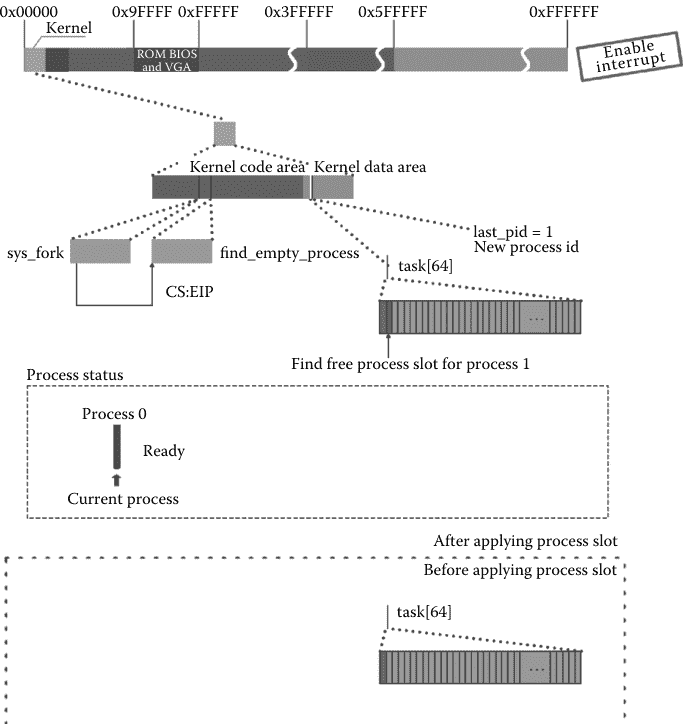 0x00000 0x9FFFF 0xFFFFF 0x3FFFFF 0x5FFFFF 0xFFFFFF
Kernel
ROM BIOS
and VGA
Enable
interrupt
Kernel code area Kernel data area
last_pid = 1
New process id
sys_fork
find_empty_process
task[64]
CS:EIP
...
Find free process slot for process 1
Process status
Process 0
Ready
Current process
After applying process slot
Before applying process slot
task[64]
...